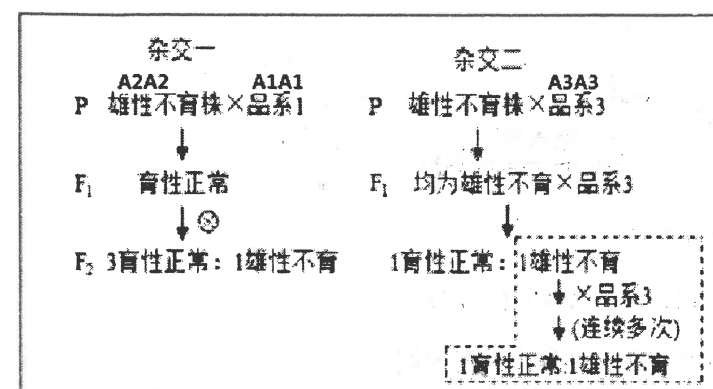 杂交一
A2A2 A1A1
P 雄性不育株×品系1
F₁ 育性正常
F₂ 3育性正常：1雄性不育
杂交二
A3A3
P 雄性不育株×品系3
F₁ 均为雄性不育×品系3
1育性正常：1雄性不育
×品系3
(连续多次)
1育性正常:1雄性不育